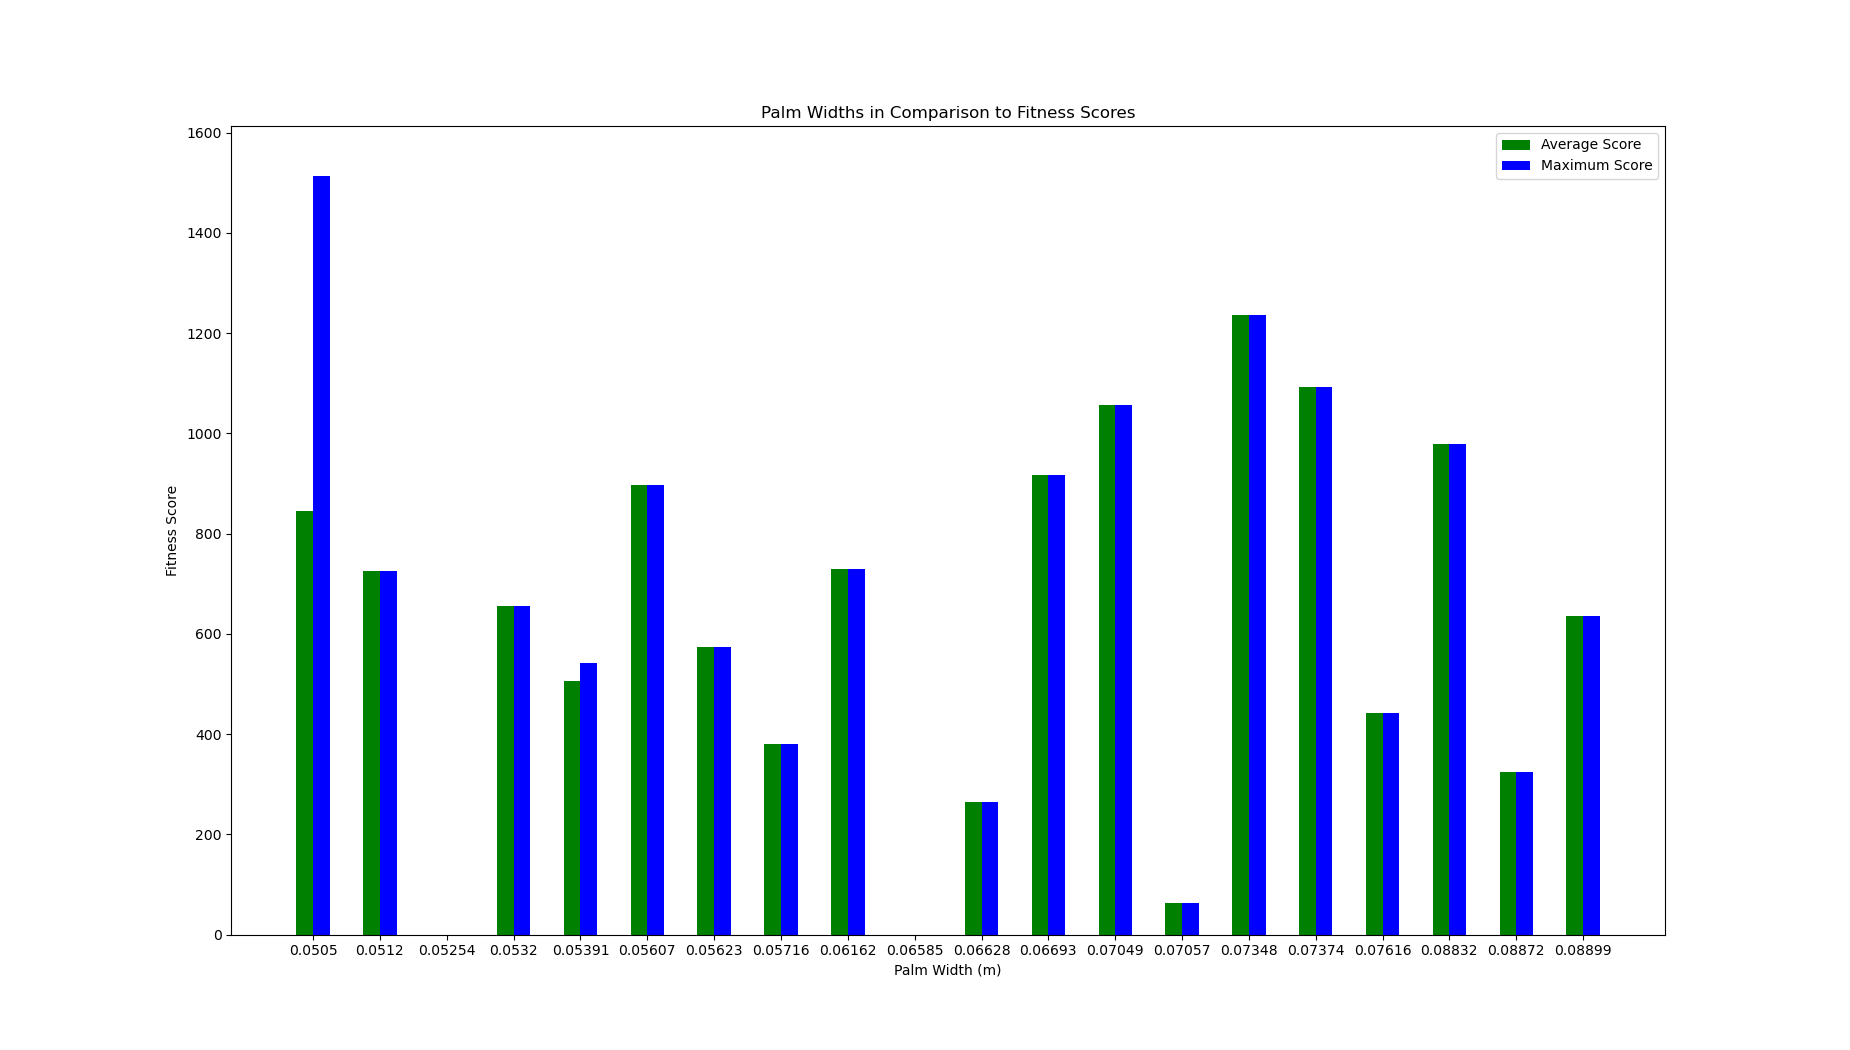 Palm Widths in Comparison to Fitness Scores
Average Score
Maximum Score
1600
1400
1200
1000
800
600
400
200
0
Fitness Score
0.0505 0.0512 0.05254 0.0532 0.05391 0.05607 0.05623 0.05716 0.06162 0.06585 0.06628 0.06693 0.07049 0.07057 0.07348 0.07374 0.07616 0.08832 0.08872 0.08899
Palm Width (m)